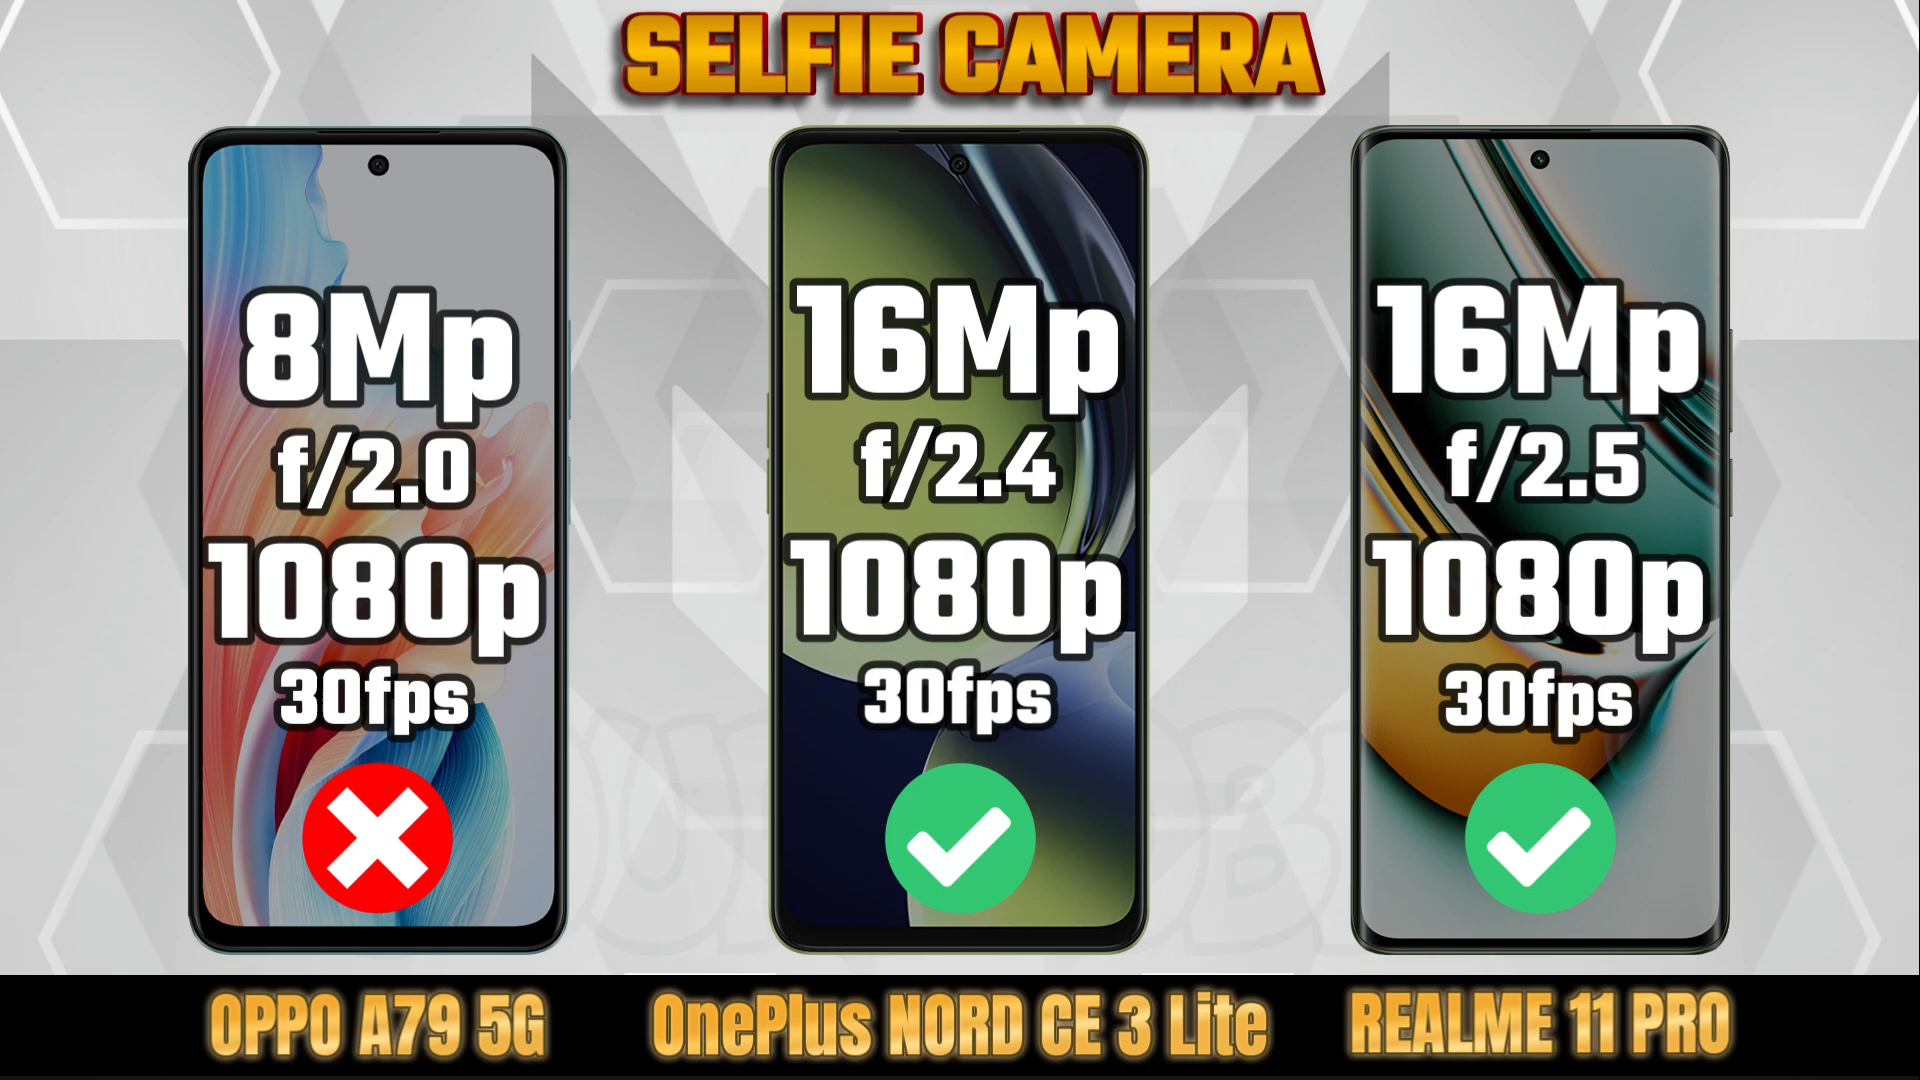 SELFIE CAMERA
8Mp
f/2.0
1080p
30fps
16Mp
f/2.4
1080p
30fps
16Mp
f/2.5
1080p
30fps
OPPO A79 5G
OnePlus NORD CE 3 Lite
REALME 11 PRO